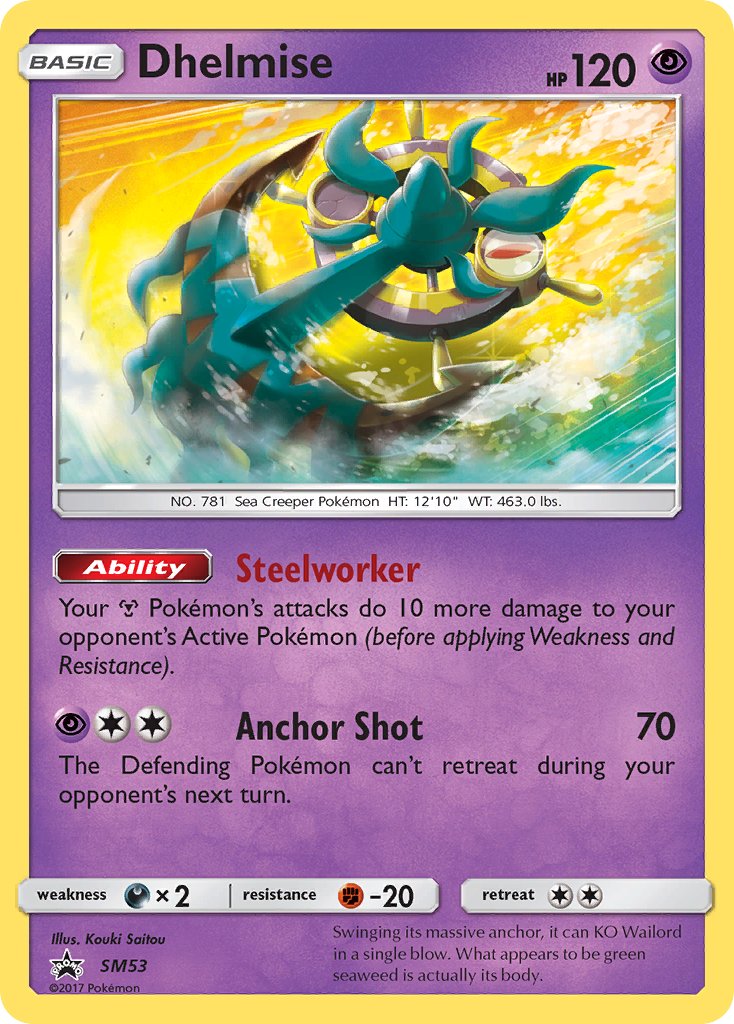 BASIC Dhelmise HP 120
NO. 781 Sea Creeper Pokémon HT: 12'10" WT: 463.0 lbs.
Ability Steelworker
Your Pokémon's attacks do 10 more damage to your
opponent's Active Pokémon (before applying Weakness and
Resistance).
Anchor Shot 70
The Defending Pokémon can't retreat during your
opponent's next turn.
weakness ×2 resistance -20 retreat
Illus. Kouki Saitou
PROMO SM53
©2017 Pokémon
Swinging its massive anchor, it can KO Wailord
in a single blow. What appears to be green
seaweed is actually its body.